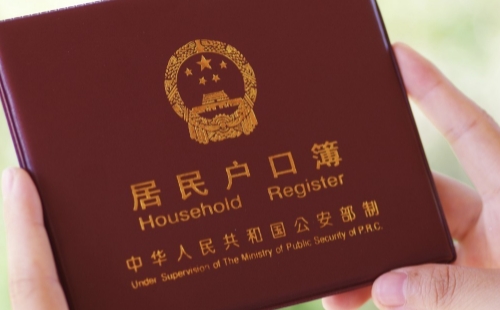 居民户口簿
Household Register
中华人民共和国公安部制
Under Supervision of The Ministry of Public Security of P.R.C.